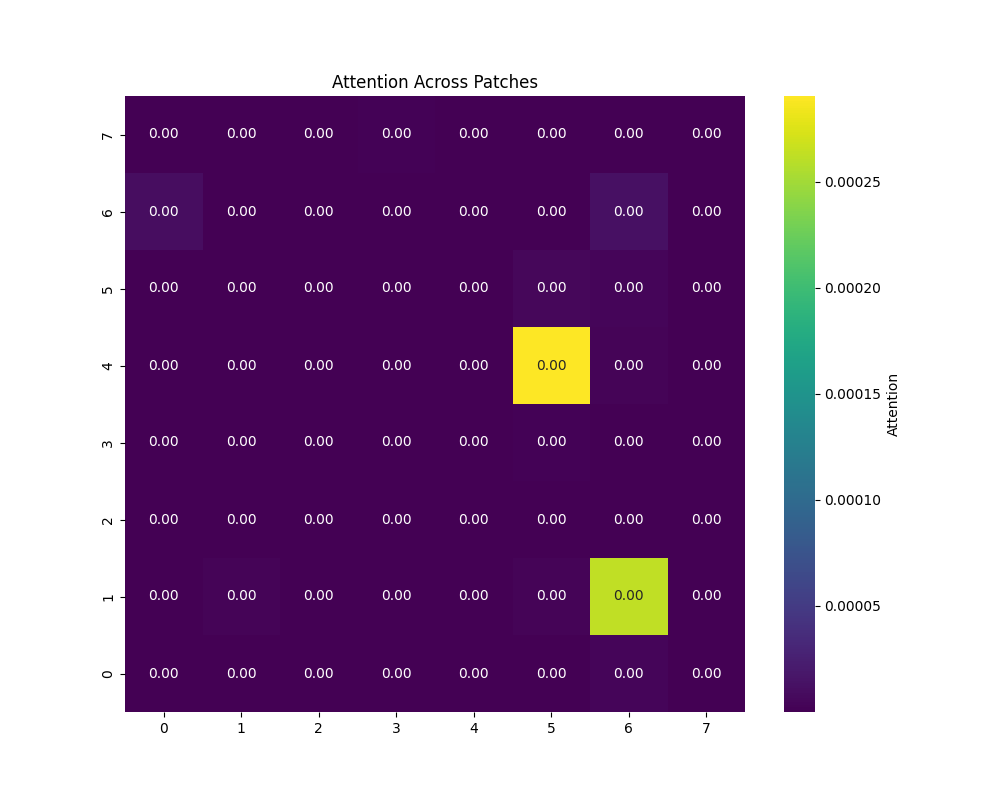 Attention Across Patches
7 0.00 0.00 0.00 0.00 0.00 0.00 0.00 0.00
6 0.00 0.00 0.00 0.00 0.00 0.00 0.00 0.00
5 0.00 0.00 0.00 0.00 0.00 0.00 0.00 0.00
4 0.00 0.00 0.00 0.00 0.00 0.00 0.00 0.00
3 0.00 0.00 0.00 0.00 0.00 0.00 0.00 0.00
2 0.00 0.00 0.00 0.00 0.00 0.00 0.00 0.00
1 0.00 0.00 0.00 0.00 0.00 0.00 0.00 0.00
0 0.00 0.00 0.00 0.00 0.00 0.00 0.00 0.00
0 1 2 3 4 5 6 7
0.00025
0.00020
0.00015
0.00010
0.00005
Attention